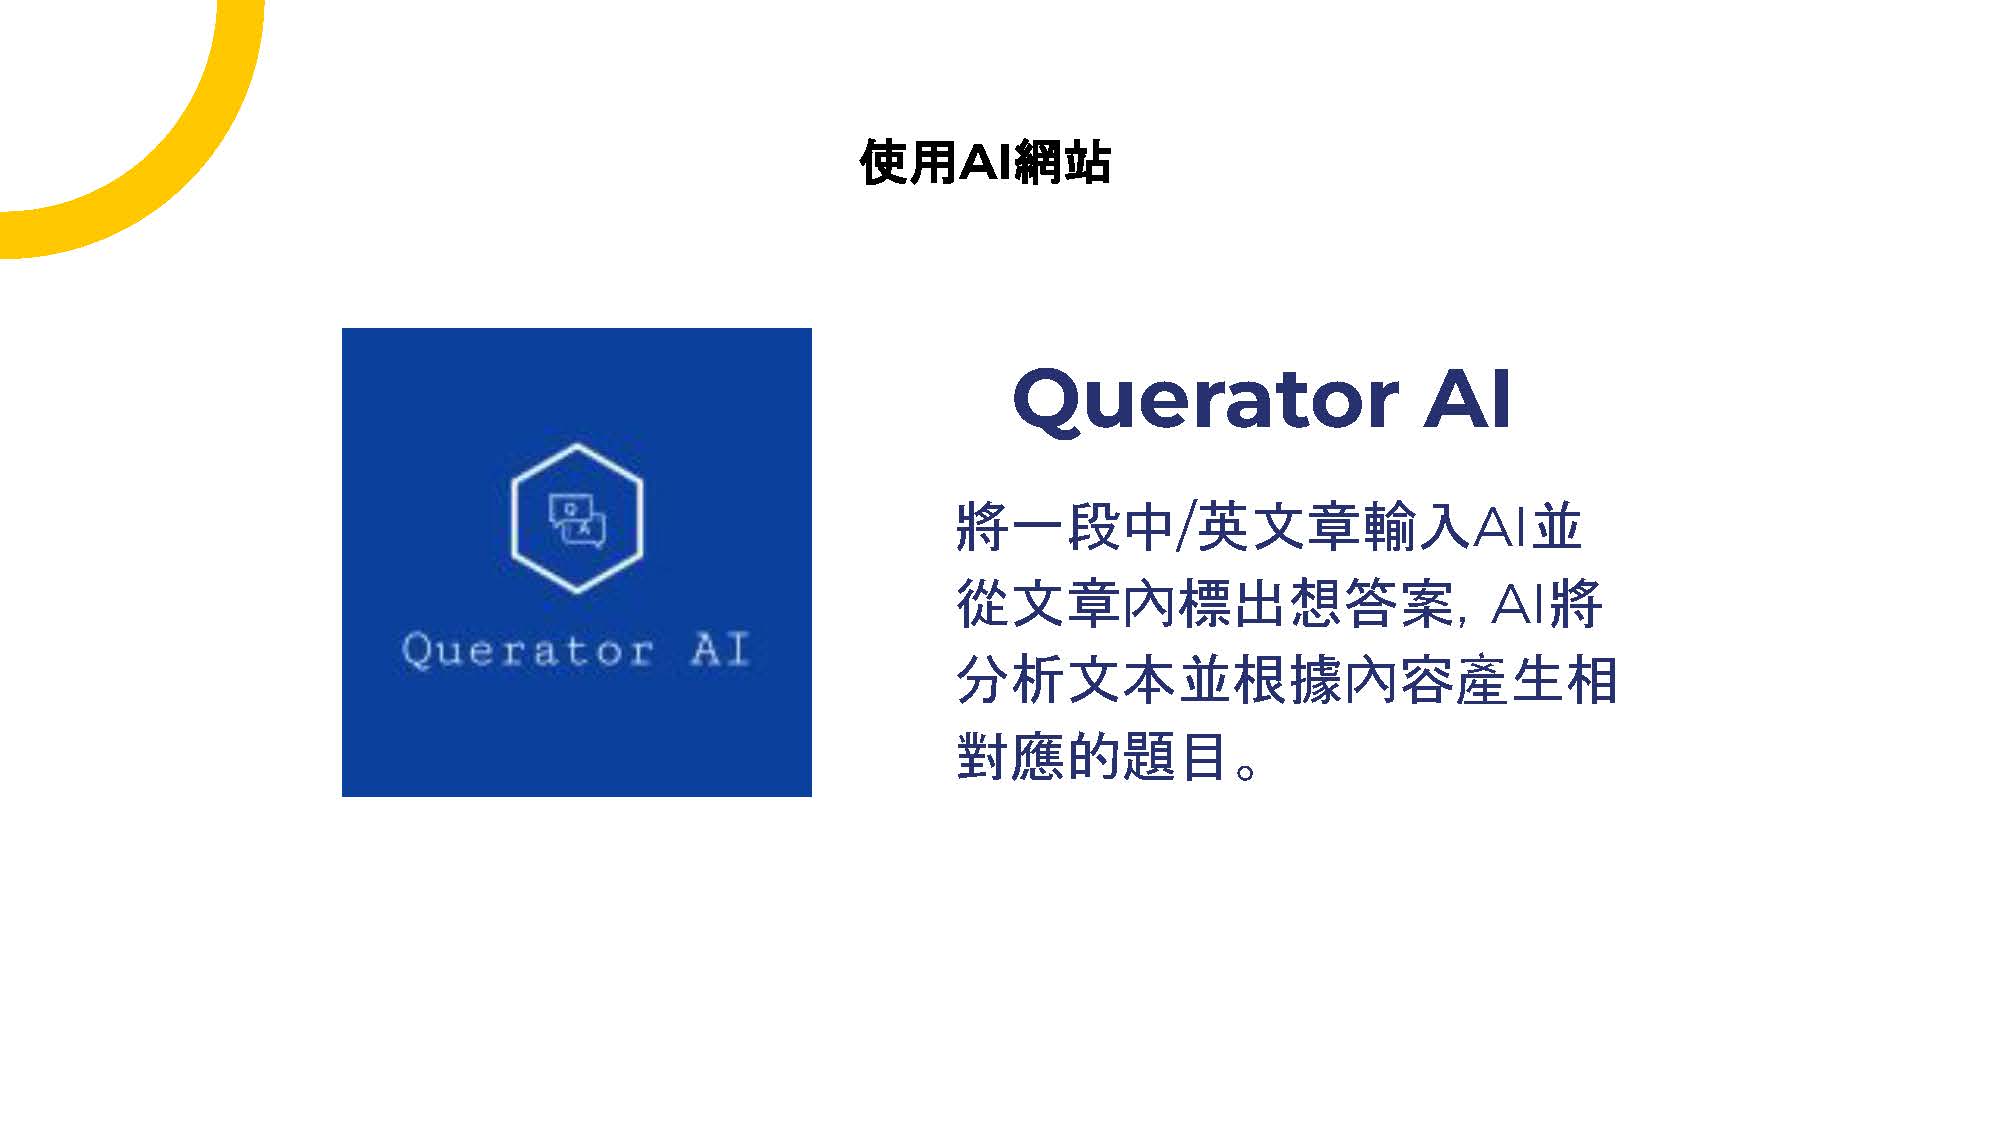 使用AI網站
Querator AI
Q
A
Querator AI
將一段中/英文章輸入AI並
從文章內標出想答案, AI將
分析文本並根據內容產生相
對應的題目。